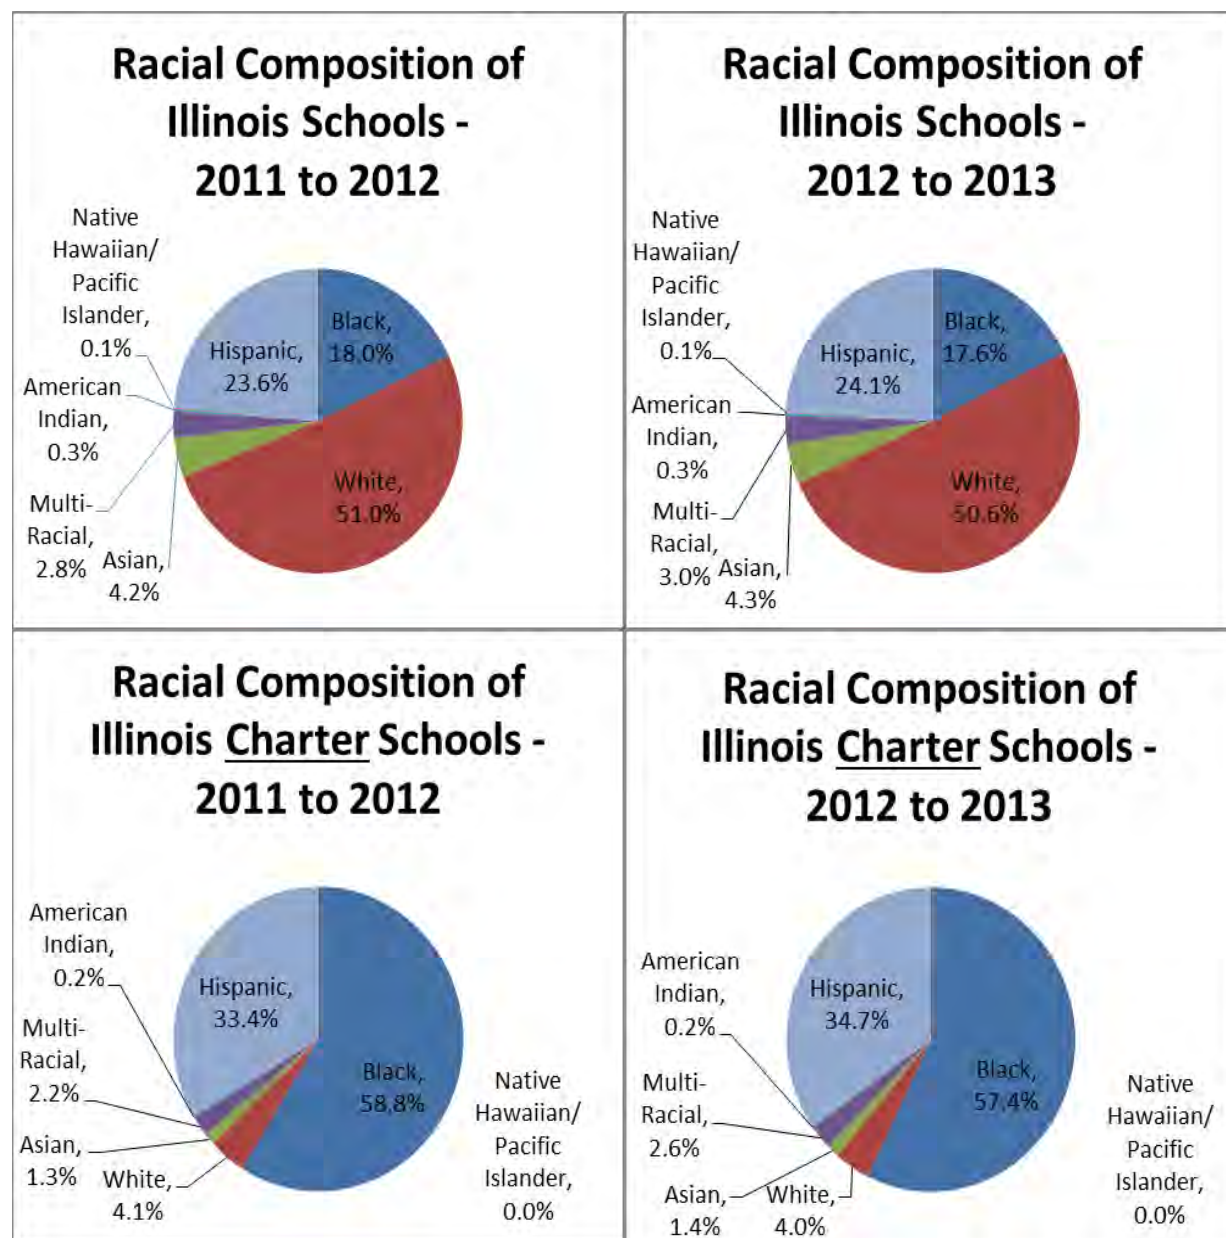 Racial Composition of
Illinois Schools -
2011 to 2012
Native
Hawaiian/
Pacific
Islander,
0.1%
American
Indian,
0.3%
Multi-
Racial,
2.8%
Asian,
4.2%
Hispanic,
23.6%
Black,
18.0%
White,
51.0%
Racial Composition of
Illinois Schools -
2012 to 2013
Native
Hawaiian/
Pacific
Islander,
0.1%
American
Indian,
0.3%
Multi-
Racial,
3.0%
Asian,
4.3%
Hispanic,
24.1%
Black,
17.6%
White,
50.6%
Racial Composition of
Illinois Charter Schools -
2011 to 2012
American
Indian,
0.2%
Multi-
Racial,
2.2%
Asian,
1.3%
White,
4.1%
Hispanic,
33.4%
Black,
58.8%
Native
Hawaiian/
Pacific
Islander,
0.0%
Racial Composition of
Illinois Charter Schools -
2012 to 2013
American
Indian,
0.2%
Multi-
Racial,
2.6%
Asian,
1.4%
White,
4.0%
Hispanic,
34.7%
Black,
57.4%
Native
Hawaiian/
Pacific
Islander,
0.0%